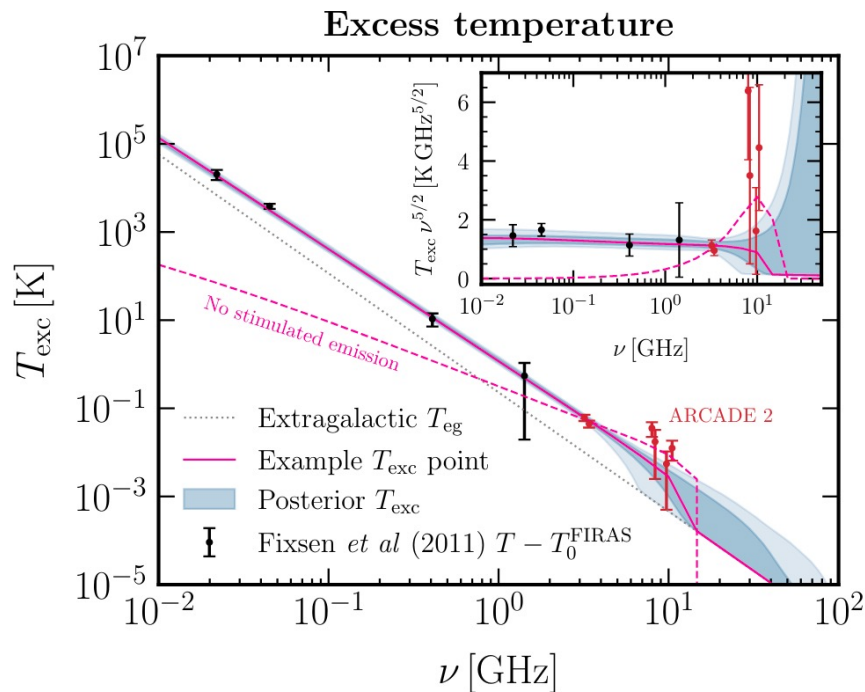 Excess temperature
T_exc [K]
10^7
10^5
10^3
10^1
10^−1
10^−3
10^−5
10^−2
10^−1
10^0
10^1
10^2
ν [GHz]
No stimulated emission
Extragalactic T_eg
Example T_exc point
Posterior T_exc
Fixsen et al (2011) T − T_0^FIRAS
ARCADE 2
T_exc ν^5/2 [K GHz^5/2]
6
4
2
0
10^−2
10^−1
10^0
10^1
ν [GHz]